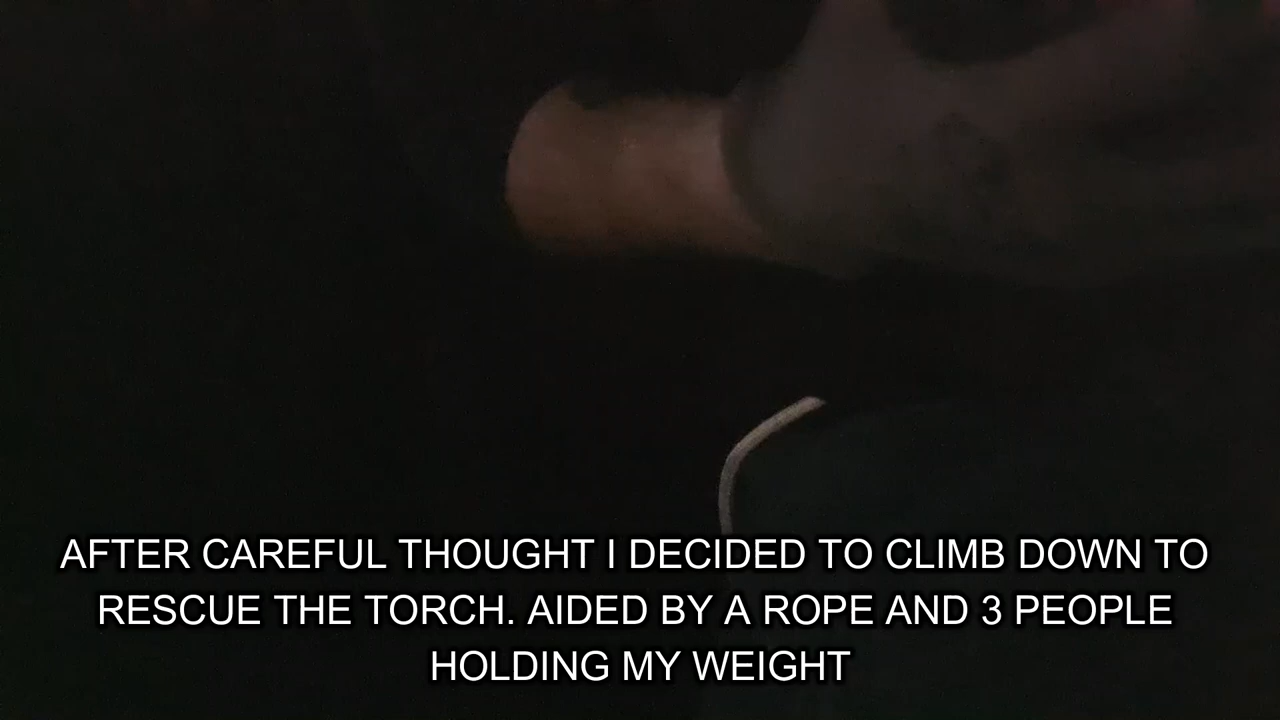 AFTER CAREFUL THOUGHT I DECIDED TO CLIMB DOWN TO
RESCUE THE TORCH. AIDED BY A ROPE AND 3 PEOPLE
HOLDING MY WEIGHT